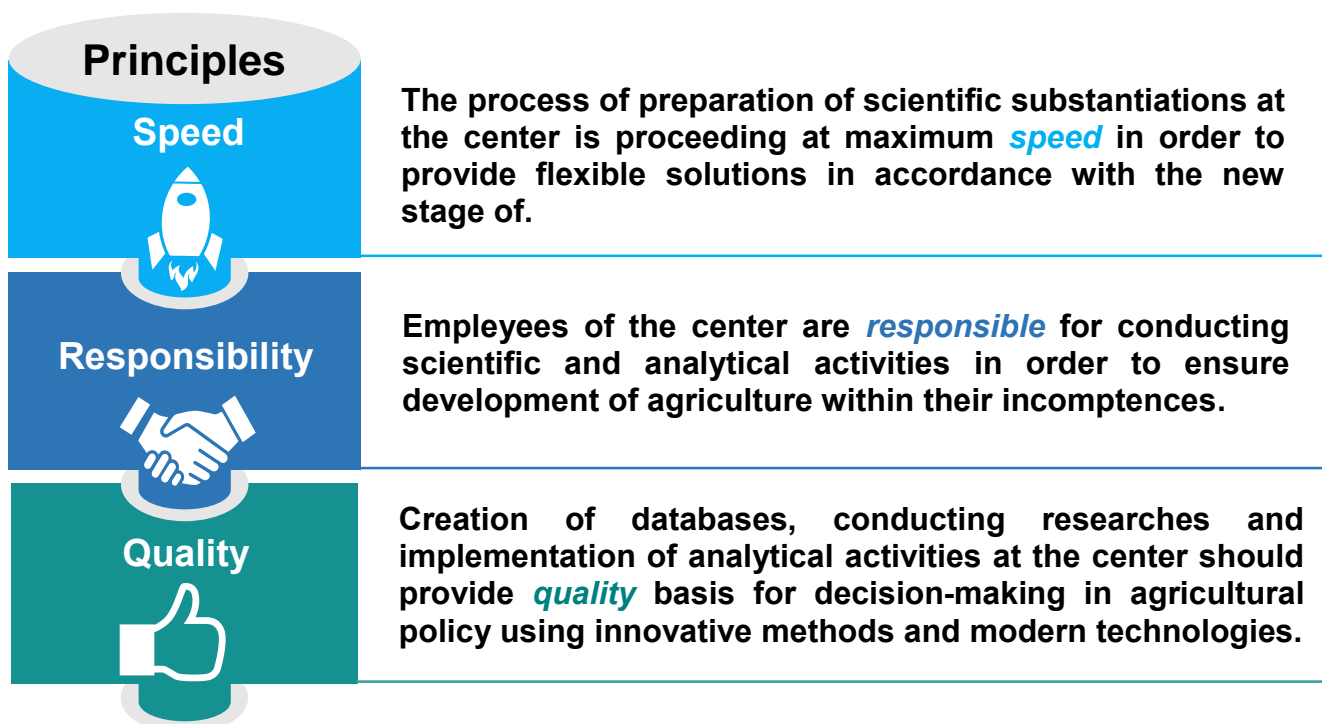 Principles
Speed
The process of preparation of scientific substantiations at
the center is proceeding at maximum speed in order to
provide flexible solutions in accordance with the new
stage of.
Responsibility
Empleyees of the center are responsible for conducting
scientific and analytical activities in order to ensure
development of agriculture within their incomptences.
Quality
Creation of databases, conducting researches and
implementation of analytical activities at the center should
provide quality basis for decision-making in agricultural
policy using innovative methods and modern technologies.